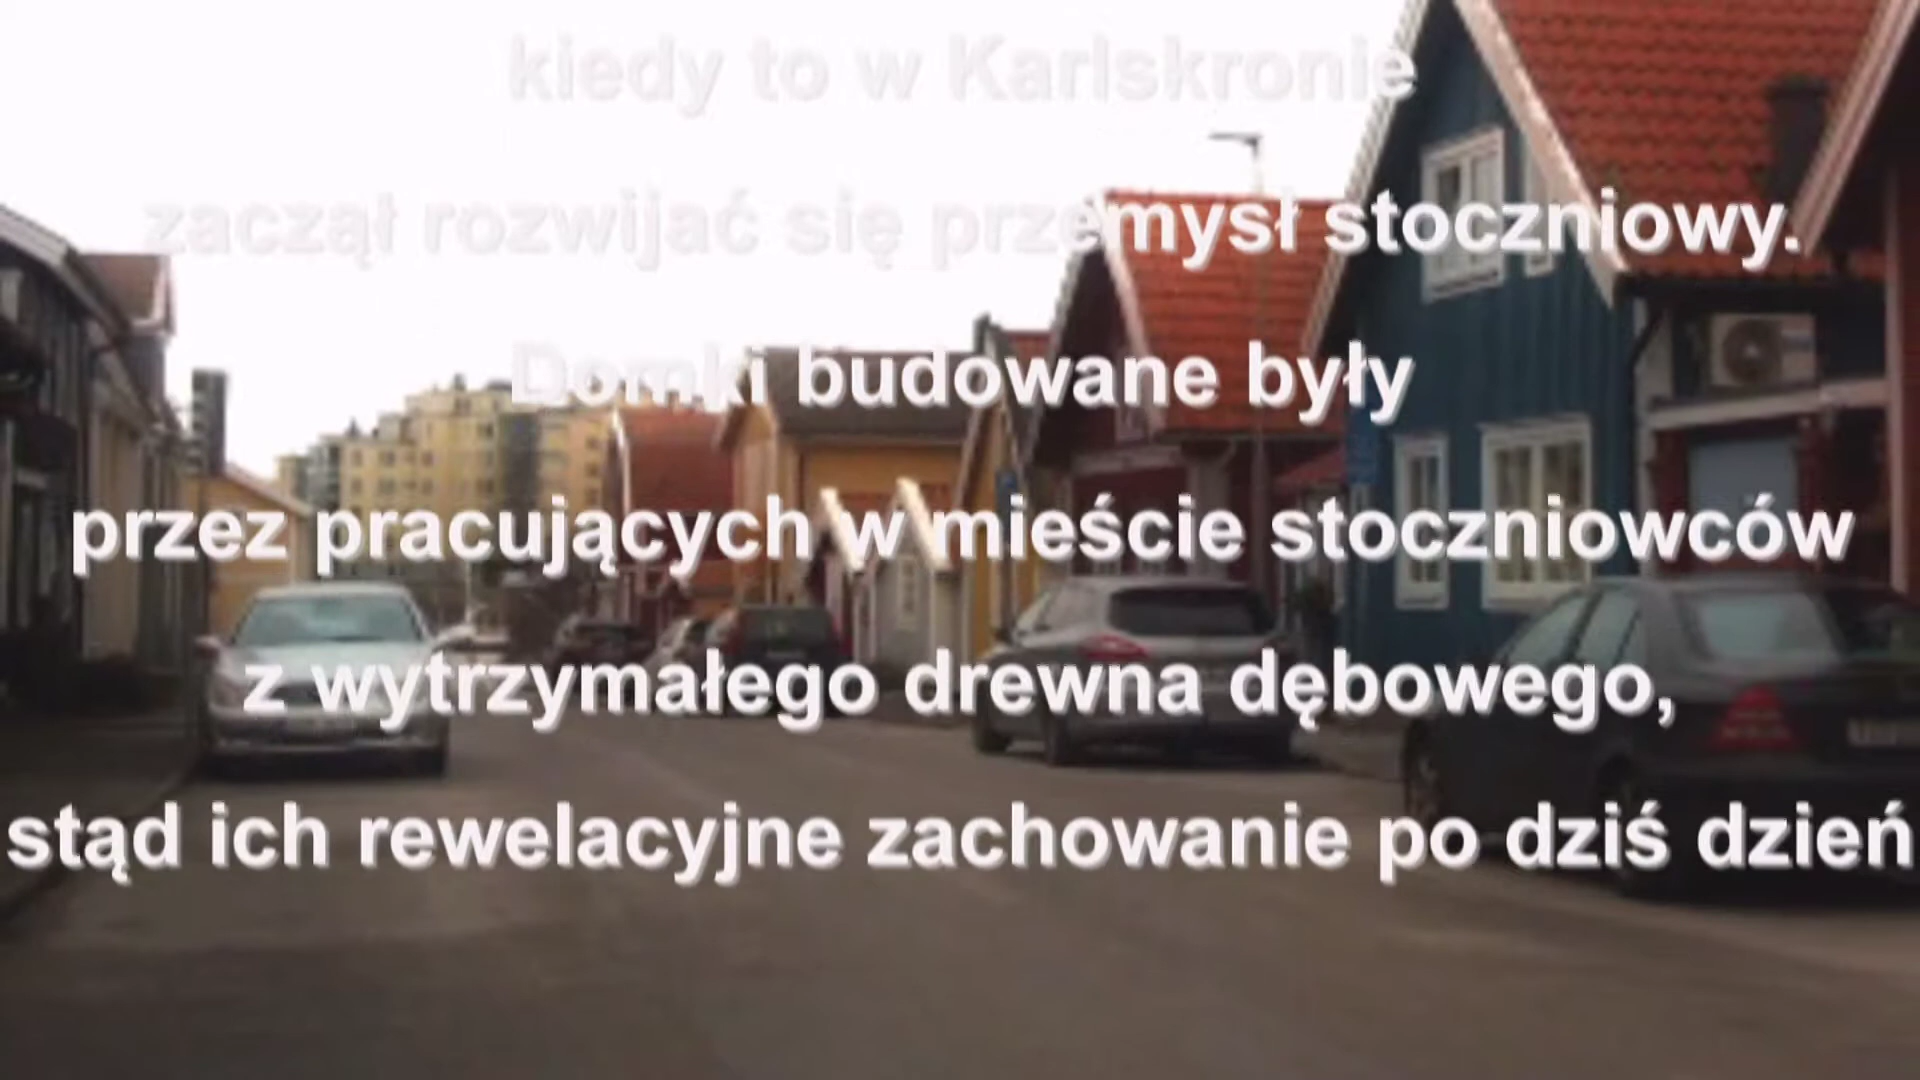 kiedy to w Karlskronie
zaczął rozwijać się przemysł stoczniowy.
Domki budowane były
przez pracujących w mieście stoczniowców
z wytrzymałego drewna dębowego,
stąd ich rewelacyjne zachowanie po dziś dzień